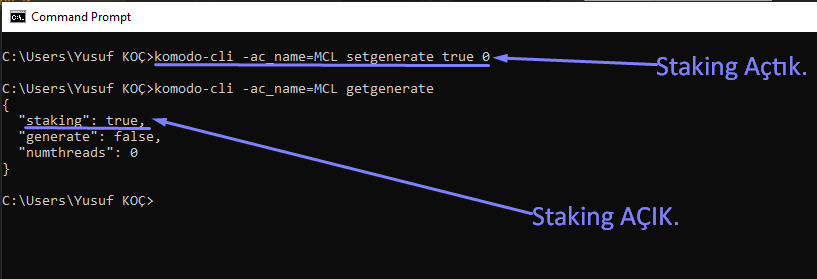 Command Prompt
C:\Users\Yusuf KOÇ>komodo-cli -ac_name=MCL setgenerate true 0
Staking Açtık.
C:\Users\Yusuf KOÇ>komodo-cli -ac_name=MCL getgenerate
{
"staking": true,
"generate": false,
"numthreads": 0
}
C:\Users\Yusuf KOÇ>
Staking AÇIK.